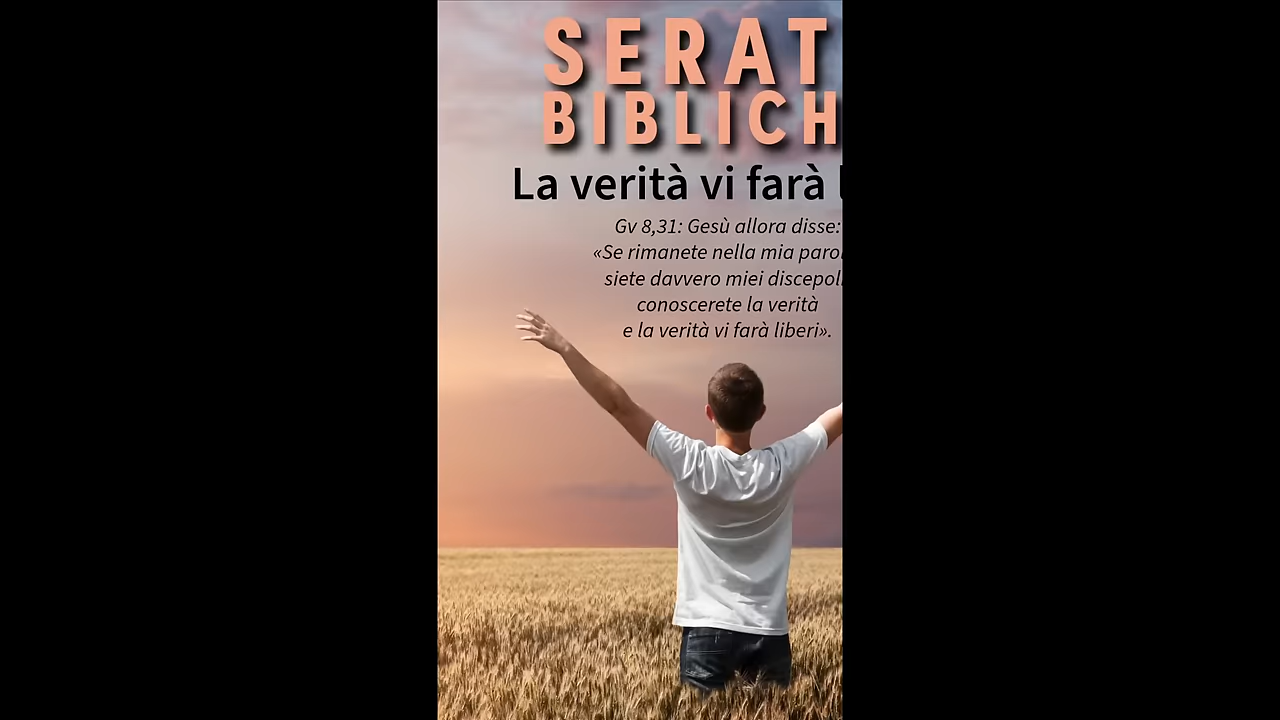 SERAT
BIBLICH
La verità vi farà
Gv 8,31: Gesù allora disse:
«Se rimanete nella mia paro
siete davvero miei discepol
conoscerete la verità
e la verità vi farà liberi».